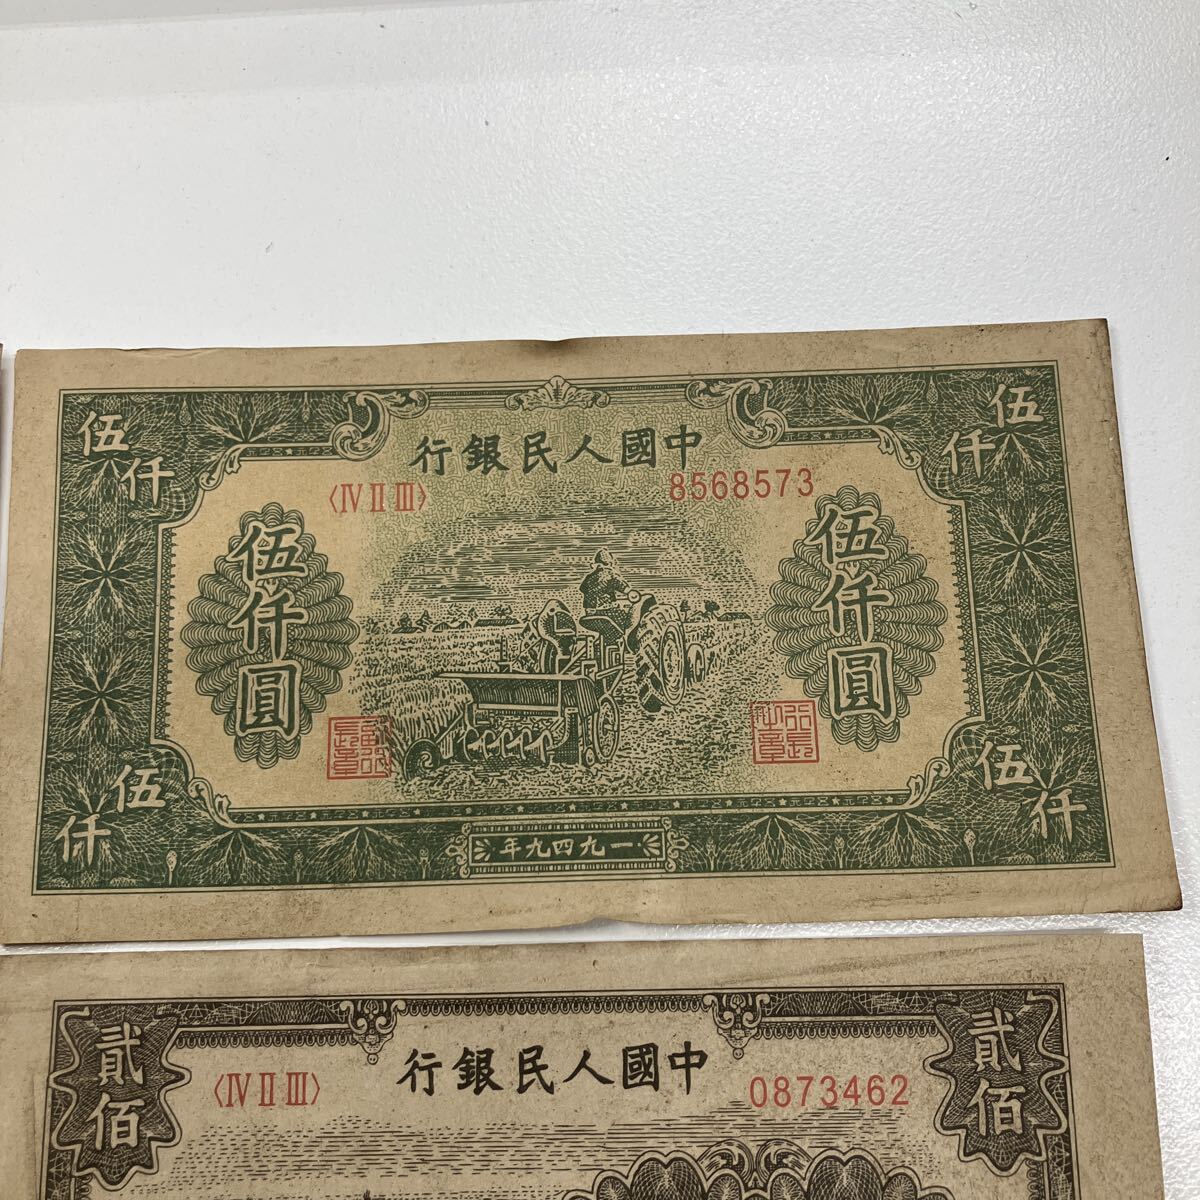 中國人民銀行
〈Ⅳ Ⅱ Ⅲ〉
8568573
伍仟
伍仟
伍仟圓
伍仟圓
伍仟
伍仟
一九四九年
中國人民銀行
〈Ⅳ Ⅱ Ⅲ〉
0873462
貳佰
貳佰